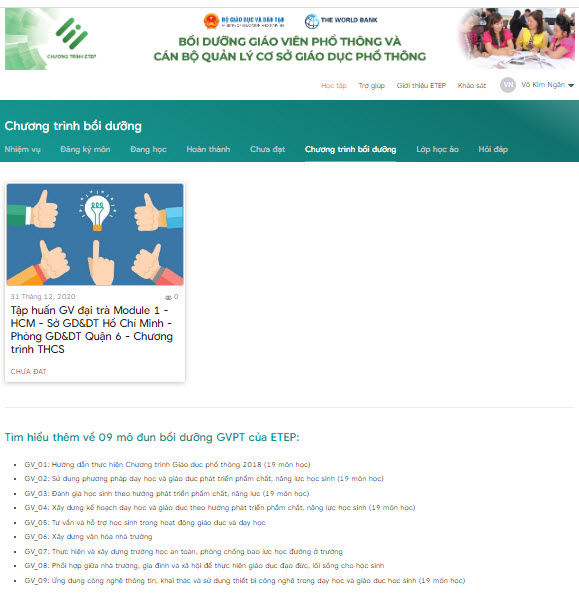 CHƯƠNG TRÌNH ETEP
BỘ GIÁO DỤC VÀ ĐÀO TẠO
THE WORLD BANK
BỒI DƯỠNG GIÁO VIÊN PHỔ THÔNG VÀ
CÁN BỘ QUẢN LÝ CƠ SỞ GIÁO DỤC PHỔ THÔNG
Học tập Trợ giúp Giới thiệu ETEP Khảo sát VN Võ Kim Ngân
Chương trình bồi dưỡng
Nhiệm vụ Đăng ký môn Đang học Hoàn thành Chưa đạt Chương trình bồi dưỡng Lớp học ảo Hỏi đáp
31 Tháng 12, 2020 0
Tập huấn GV đại trà Module 1 -
HCM - Sở GD&ĐT Hồ Chí Minh -
Phòng GD&ĐT Quận 6 - Chương
trình THCS
CHƯA ĐẠT
Tìm hiểu thêm về 09 mô đun bồi dưỡng GVPT của ETEP:
GV_01: Hướng dẫn thực hiện Chương trình Giáo dục phổ thông 2018 (19 môn học)
GV_02: Sử dụng phương pháp dạy học và giáo dục phát triển phẩm chất, năng lực học sinh (19 môn học)
GV_03: Đánh giá học sinh theo hướng phát triển phẩm chất, năng lực (19 môn học)
GV_04: Xây dựng kế hoạch dạy học và giáo dục theo hướng phát triển phẩm chất, năng lực học sinh (19 môn học)
GV_05: Tư vấn và hỗ trợ học sinh trong hoạt động giáo dục và dạy học
GV_06: Xây dựng văn hóa nhà trường
GV_07: Thực hiện và xây dựng trường học an toàn, phòng chống bạo lực học đường ở trường
GV_08: Phối hợp giữa nhà trường, gia đình và xã hội để thực hiện giáo dục đạo đức, lối sống cho học sinh
GV_09: Ứng dụng công nghệ thông tin, khai thác và sử dụng thiết bị công nghệ trong dạy học và giáo dục học sinh (19 môn học)